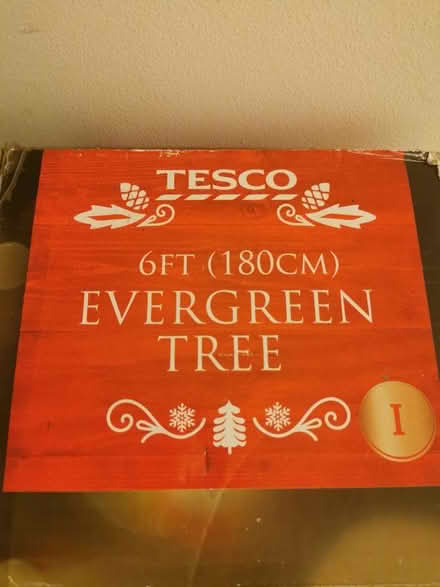 TESCO
6FT (180CM)
EVERGREEN
TREE
I